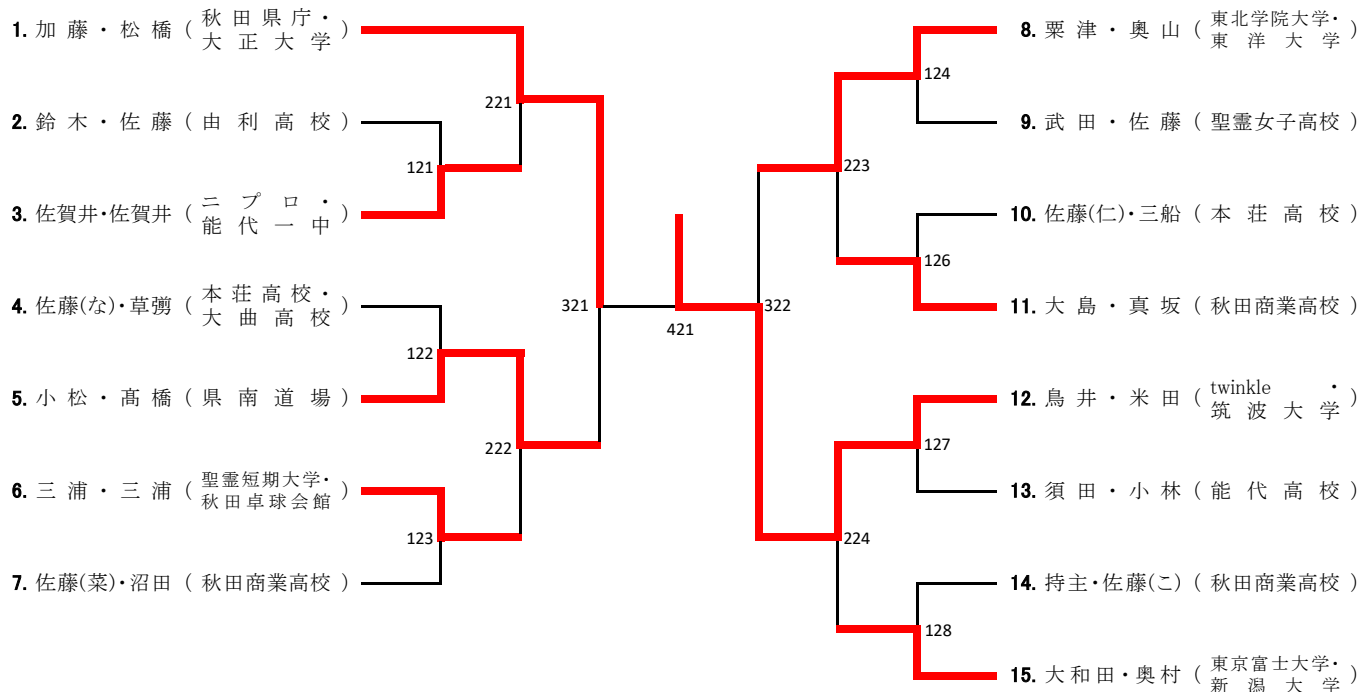 1. 加藤・松橋 ( 秋田県庁・
大正大学 )
2. 鈴木・佐藤 ( 由利高校 )
3. 佐賀井・佐賀井 ( ニプロ・
能代一中 )
4. 佐藤(な)・草彅 ( 本荘高校・
大曲高校 )
5. 小松・髙橋 ( 県南道場 )
6. 三浦・三浦 ( 聖霊短期大学・
秋田卓球会館 )
7. 佐藤(菜)・沼田 ( 秋田商業高校 )
121
122
123
221
222
321
421
322
223
224
124
126
127
128
8. 粟津・奥山 ( 東北学院大学・
東洋大学 )
9. 武田・佐藤 ( 聖霊女子高校 )
10. 佐藤(仁)・三船 ( 本荘高校 )
11. 大島・真坂 ( 秋田商業高校 )
12. 鳥井・米田 ( twinkle ・
筑波大学 )
13. 須田・小林 ( 能代高校 )
14. 持主・佐藤(こ) ( 秋田商業高校 )
15. 大和田・奥村 ( 東京富士大学・
新潟大学 )